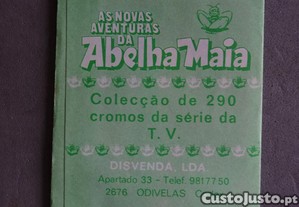 AS NOVAS
AVENTURAS
DA
Abelha Maia
Colecção de 290
cromos da série da
T. V.
DISVENDA, LDA.
Apartado 33 - Telef. 9817750
2676 ODIVELAS
CustoJusto.pt